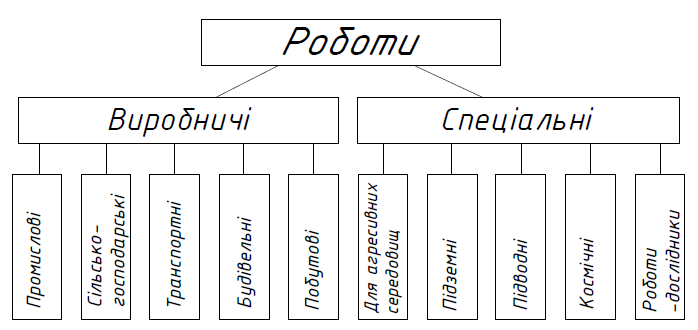 Роботи
Виробничі
Спеціальні
Промислові
Сільсько-
господарські
Транспортні
Будівельні
Побутові
Для агресивних
середовищ
Підземні
Підводні
Космічні
Роботи
-дослідники